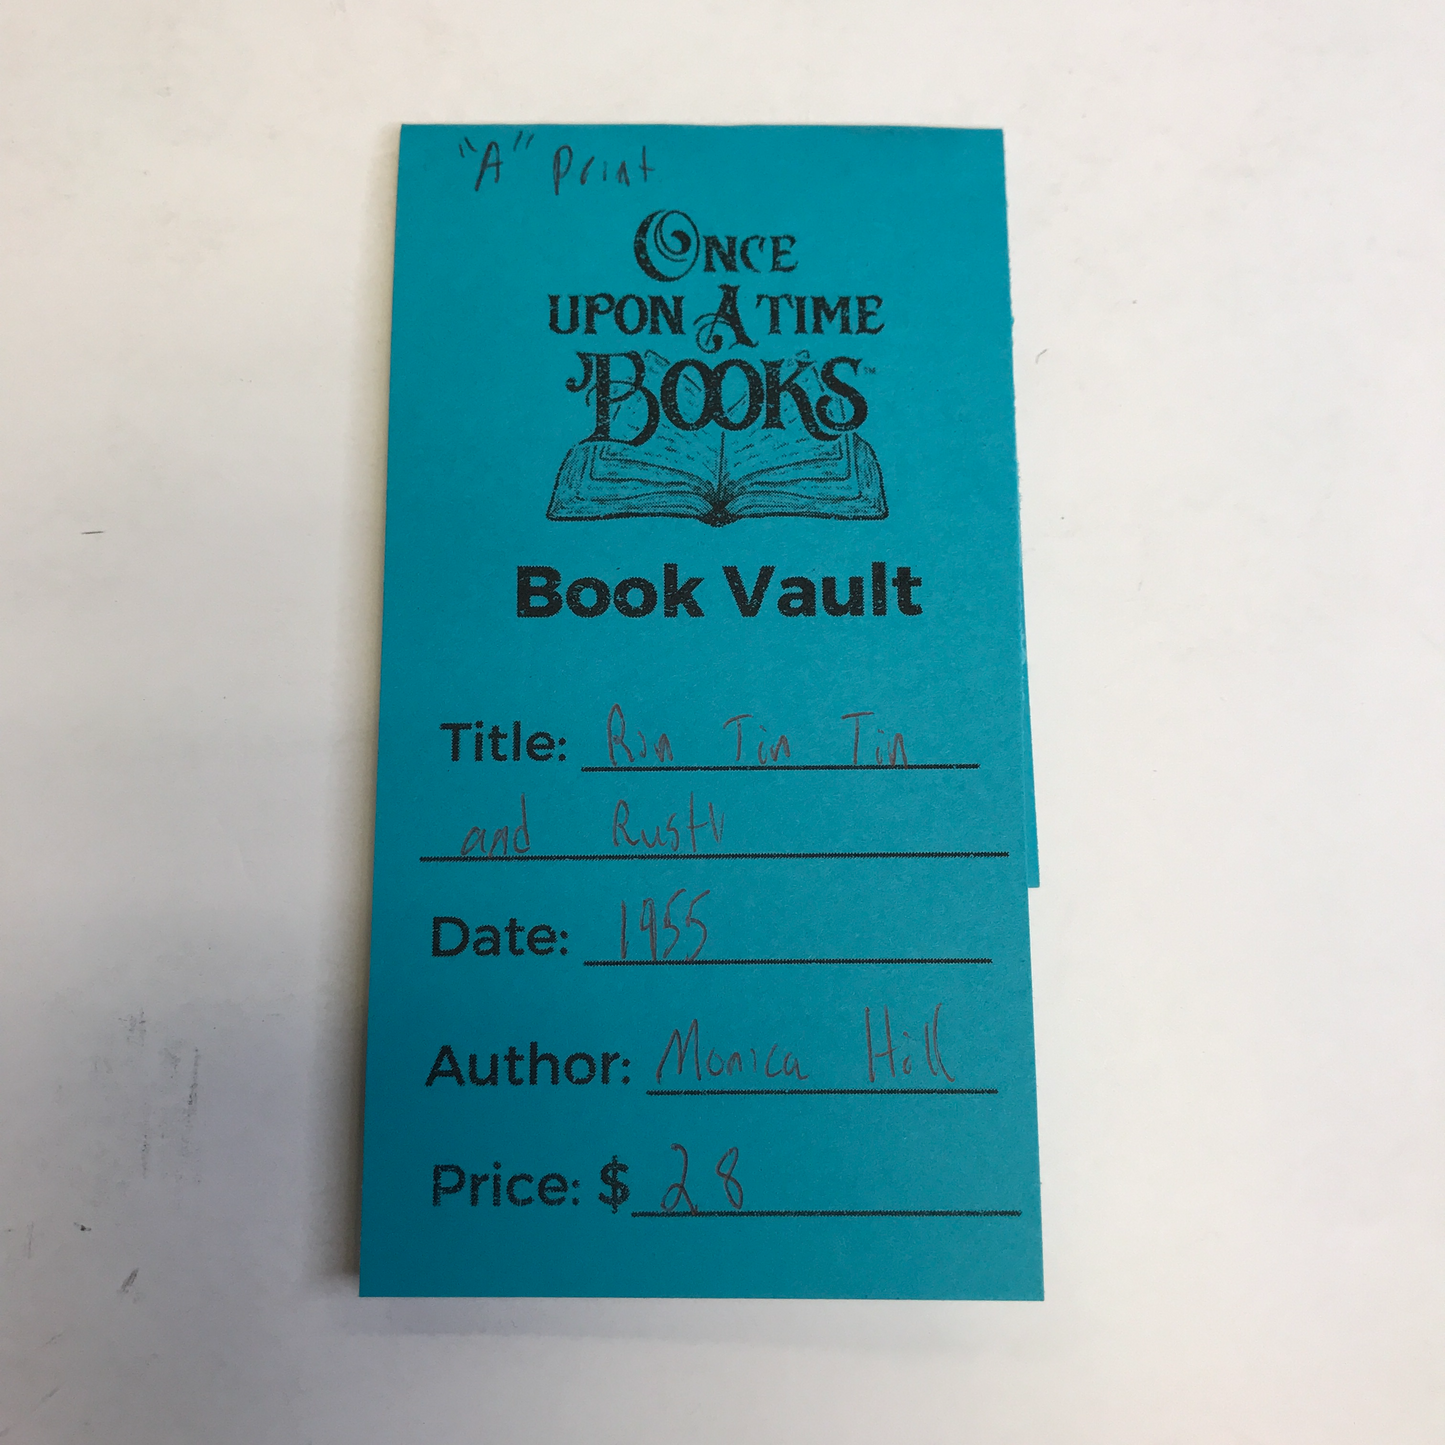 "A" Print
ONCE
UPON A TIME
BOOKS™
Book Vault
Title: Rin Tin Tin
and Rusty
Date: 1955
Author: Monica Hill
Price: $ 28